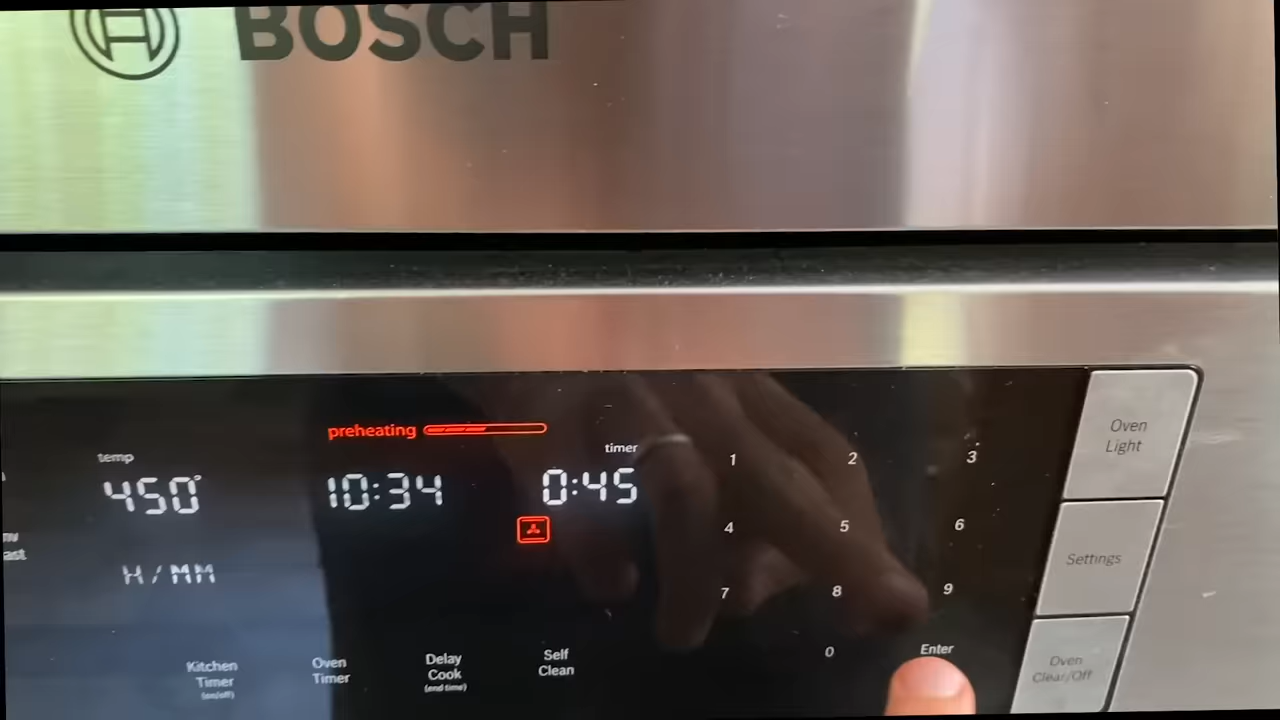 BOSCH
preheating
temp
timer
450°
10:34
0:45
H/MM
1
2
3
4
5
6
7
8
9
0
Enter
Kitchen
Timer
(on/off)
Oven
Timer
Delay
Cook
(end time)
Self
Clean
Oven
Light
Settings
Oven
Clear/Off